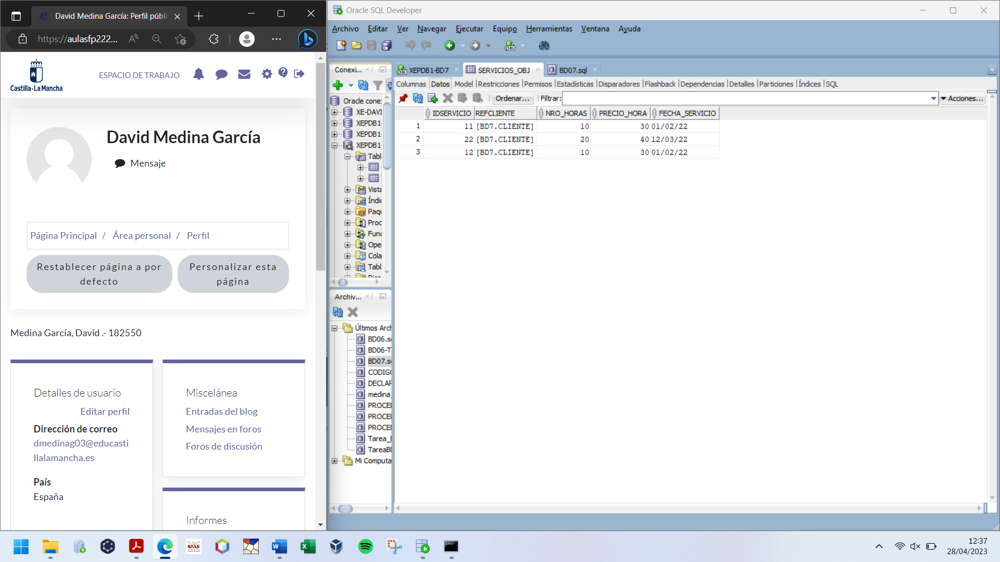 David Medina García: Perfil públi
https://aulasfp222...
Castilla-La Mancha
ESPACIO DE TRABAJO
David Medina García
Mensaje
Página Principal / Área personal / Perfil
Restablecer página a por defecto
Personalizar esta página
Medina García, David .- 182550
Detalles de usuario
Editar perfil
Dirección de correo
dmedinag03@educasti
llalamancha.es
País
España
Miscelánea
Entradas del blog
Mensajes en foros
Foros de discusión
Informes
Oracle SQL Developer
Archivo Editar Ver Navegar Ejecutar Equipo Herramientas Ventana Ayuda
Conexi...
Oracle cone
XE-DAVI
XEPDB1
XEPDB1
XEPDB1
Tabl
Vista
Índic
Paqu
Proc
Func
Ope
Cola
Tabl
Archiv...
Últimos Arch
BD06.s
BD06-T
BD07.s
CODIGO
DECLAR
medina_
PROCE
PROCE
PROCE
Tarea_
TareaB
Mi Computa
XEPDB1-BD7 SERVICIOS_OBJ BD07.sql
Columnas Datos Model Restricciones Permisos Estadísticas Disparadores Flashback Dependencias Detalles Particiones Índices SQL
Ordenar... Filtrar: Acciones...
IDSERVICIO REFCLIENTE NRO_HORAS PRECIO_HORA FECHA_SERVICIO
1 11 [BD7.CLIENTE] 10 30 01/02/22
2 22 [BD7.CLIENTE] 20 40 12/03/22
3 12 [BD7.CLIENTE] 10 30 01/02/22
BASE
12:37
28/04/2023